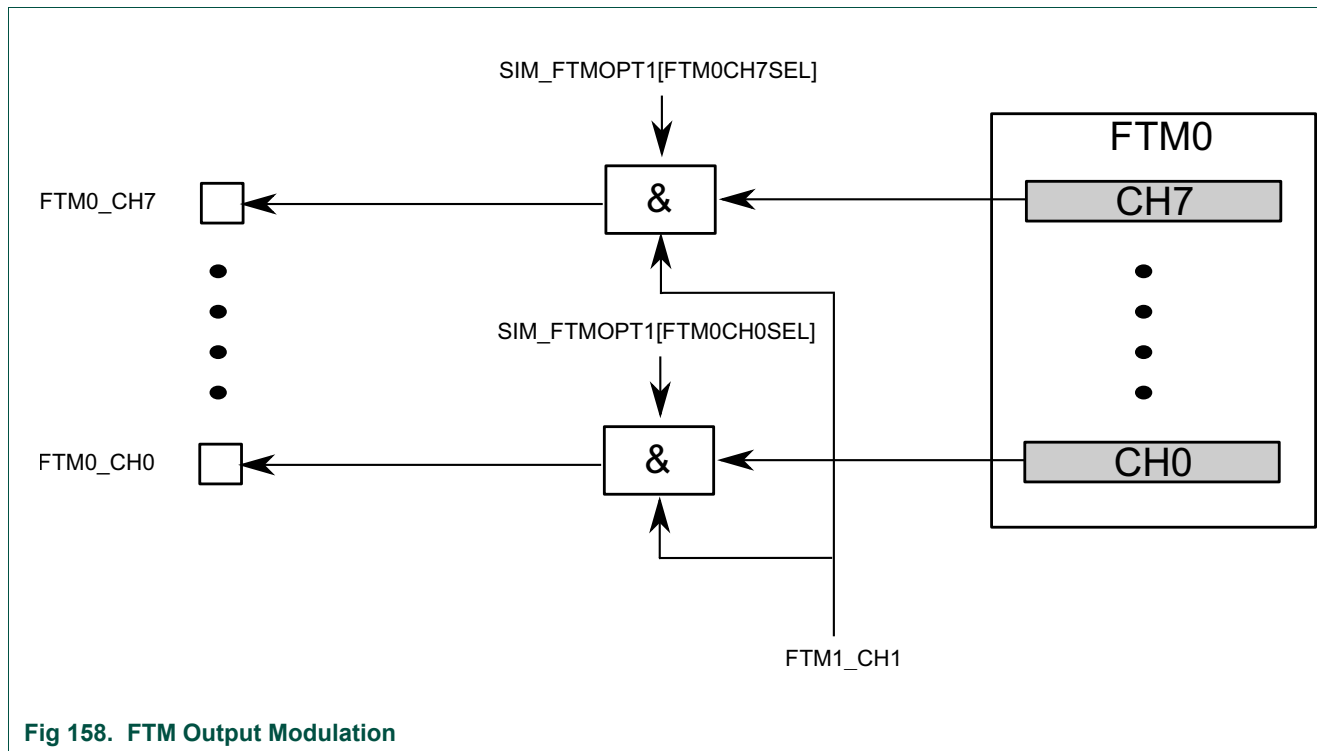 SIM_FTMOPT1[FTM0CH7SEL]
FTM0
FTM0_CH7
&
CH7
SIM_FTMOPT1[FTM0CH0SEL]
FTM0_CH0
&
CH0
FTM1_CH1
Fig 158. FTM Output Modulation